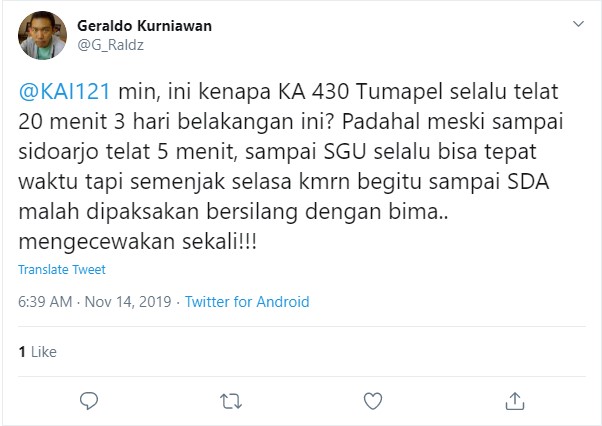 Geraldo Kurniawan
@G_Raldz
@KAI121 min, ini kenapa KA 430 Tumapel selalu telat
20 menit 3 hari belakangan ini? Padahal meski sampai
sidoarjo telat 5 menit, sampai SGU selalu bisa tepat
waktu tapi semenjak selasa kmrn begitu sampai SDA
malah dipaksakan bersilang dengan bima..
mengecewakan sekali!!!
Translate Tweet
6:39 AM · Nov 14, 2019 · Twitter for Android
1 Like